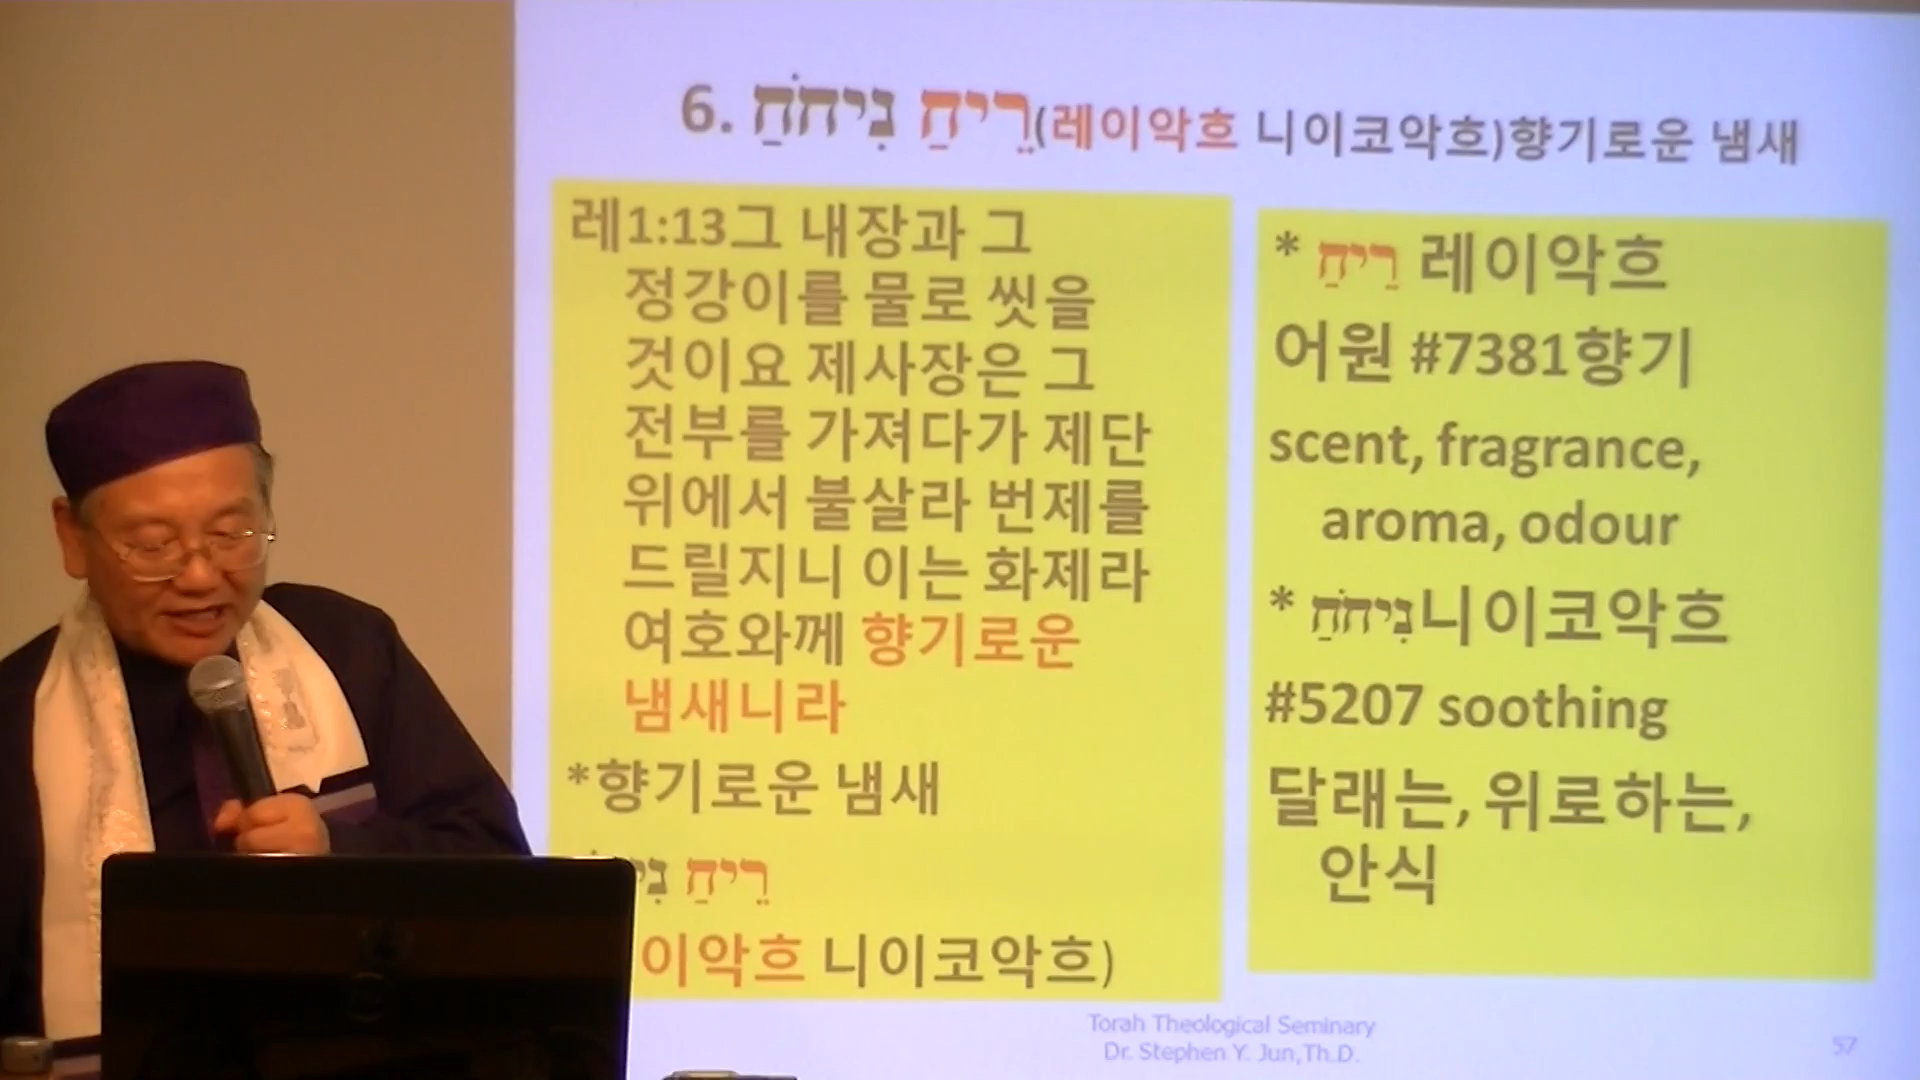 6. רֵיחַ נִיחֹחַ(레이악흐 니이코악흐)향기로운 냄새
레1:13그 내장과 그
정강이를 물로 씻을
것이요 제사장은 그
전부를 가져다가 제단
위에서 불살라 번제를
드릴지니 이는 화제라
여호와께 향기로운
냄새니라
*향기로운 냄새
רֵיחַ
이악흐 니이코악흐)
* רֵיחַ 레이악흐
어원 #7381향기
scent, fragrance,
aroma, odour
* נִיחֹחַ니이코악흐
#5207 soothing
달래는, 위로하는,
안식
Torah Theological Seminary
Dr. Stephen Y. Jun,Th.D.
57